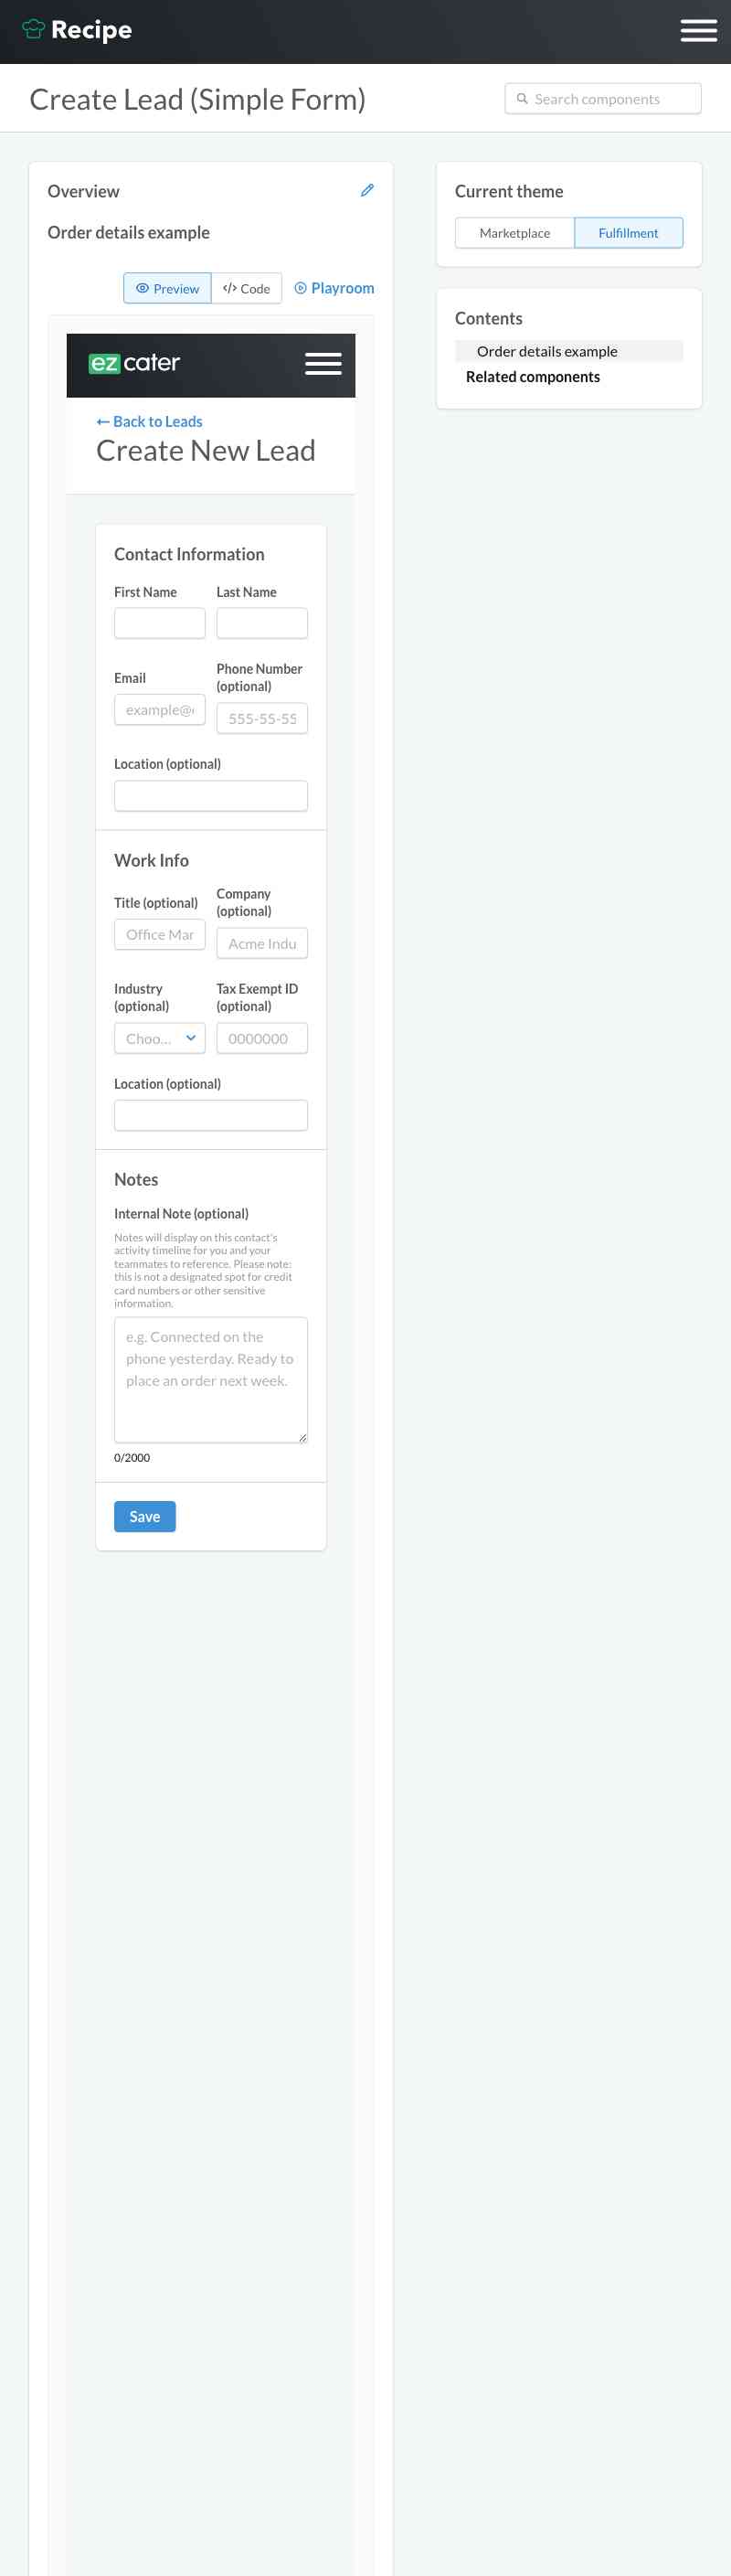 Recipe
Create Lead (Simple Form)
Search components
Overview
Order details example
Preview
Code
Playroom
ezcater
← Back to Leads
Create New Lead
Contact Information
First Name
Last Name
Email
Phone Number
(optional)
example@
555-55-55
Location (optional)
Work Info
Title (optional)
Company
(optional)
Office Mar
Acme Indu
Industry
(optional)
Tax Exempt ID
(optional)
Choo...
0000000
Location (optional)
Notes
Internal Note (optional)
Notes will display on this contact's
activity timeline for you and your
teammates to reference. Please note:
this is not a designated spot for credit
card numbers or other sensitive
information.
e.g. Connected on the
phone yesterday. Ready to
place an order next week.
0/2000
Save
Current theme
Marketplace
Fulfillment
Contents
Order details example
Related components